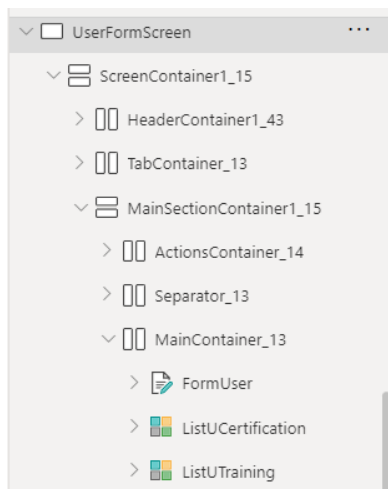 UserFormScreen
ScreenContainer1_15
HeaderContainer1_43
TabContainer_13
MainSectionContainer1_15
ActionsContainer_14
Separator_13
MainContainer_13
FormUser
ListUCertification
ListUTraining